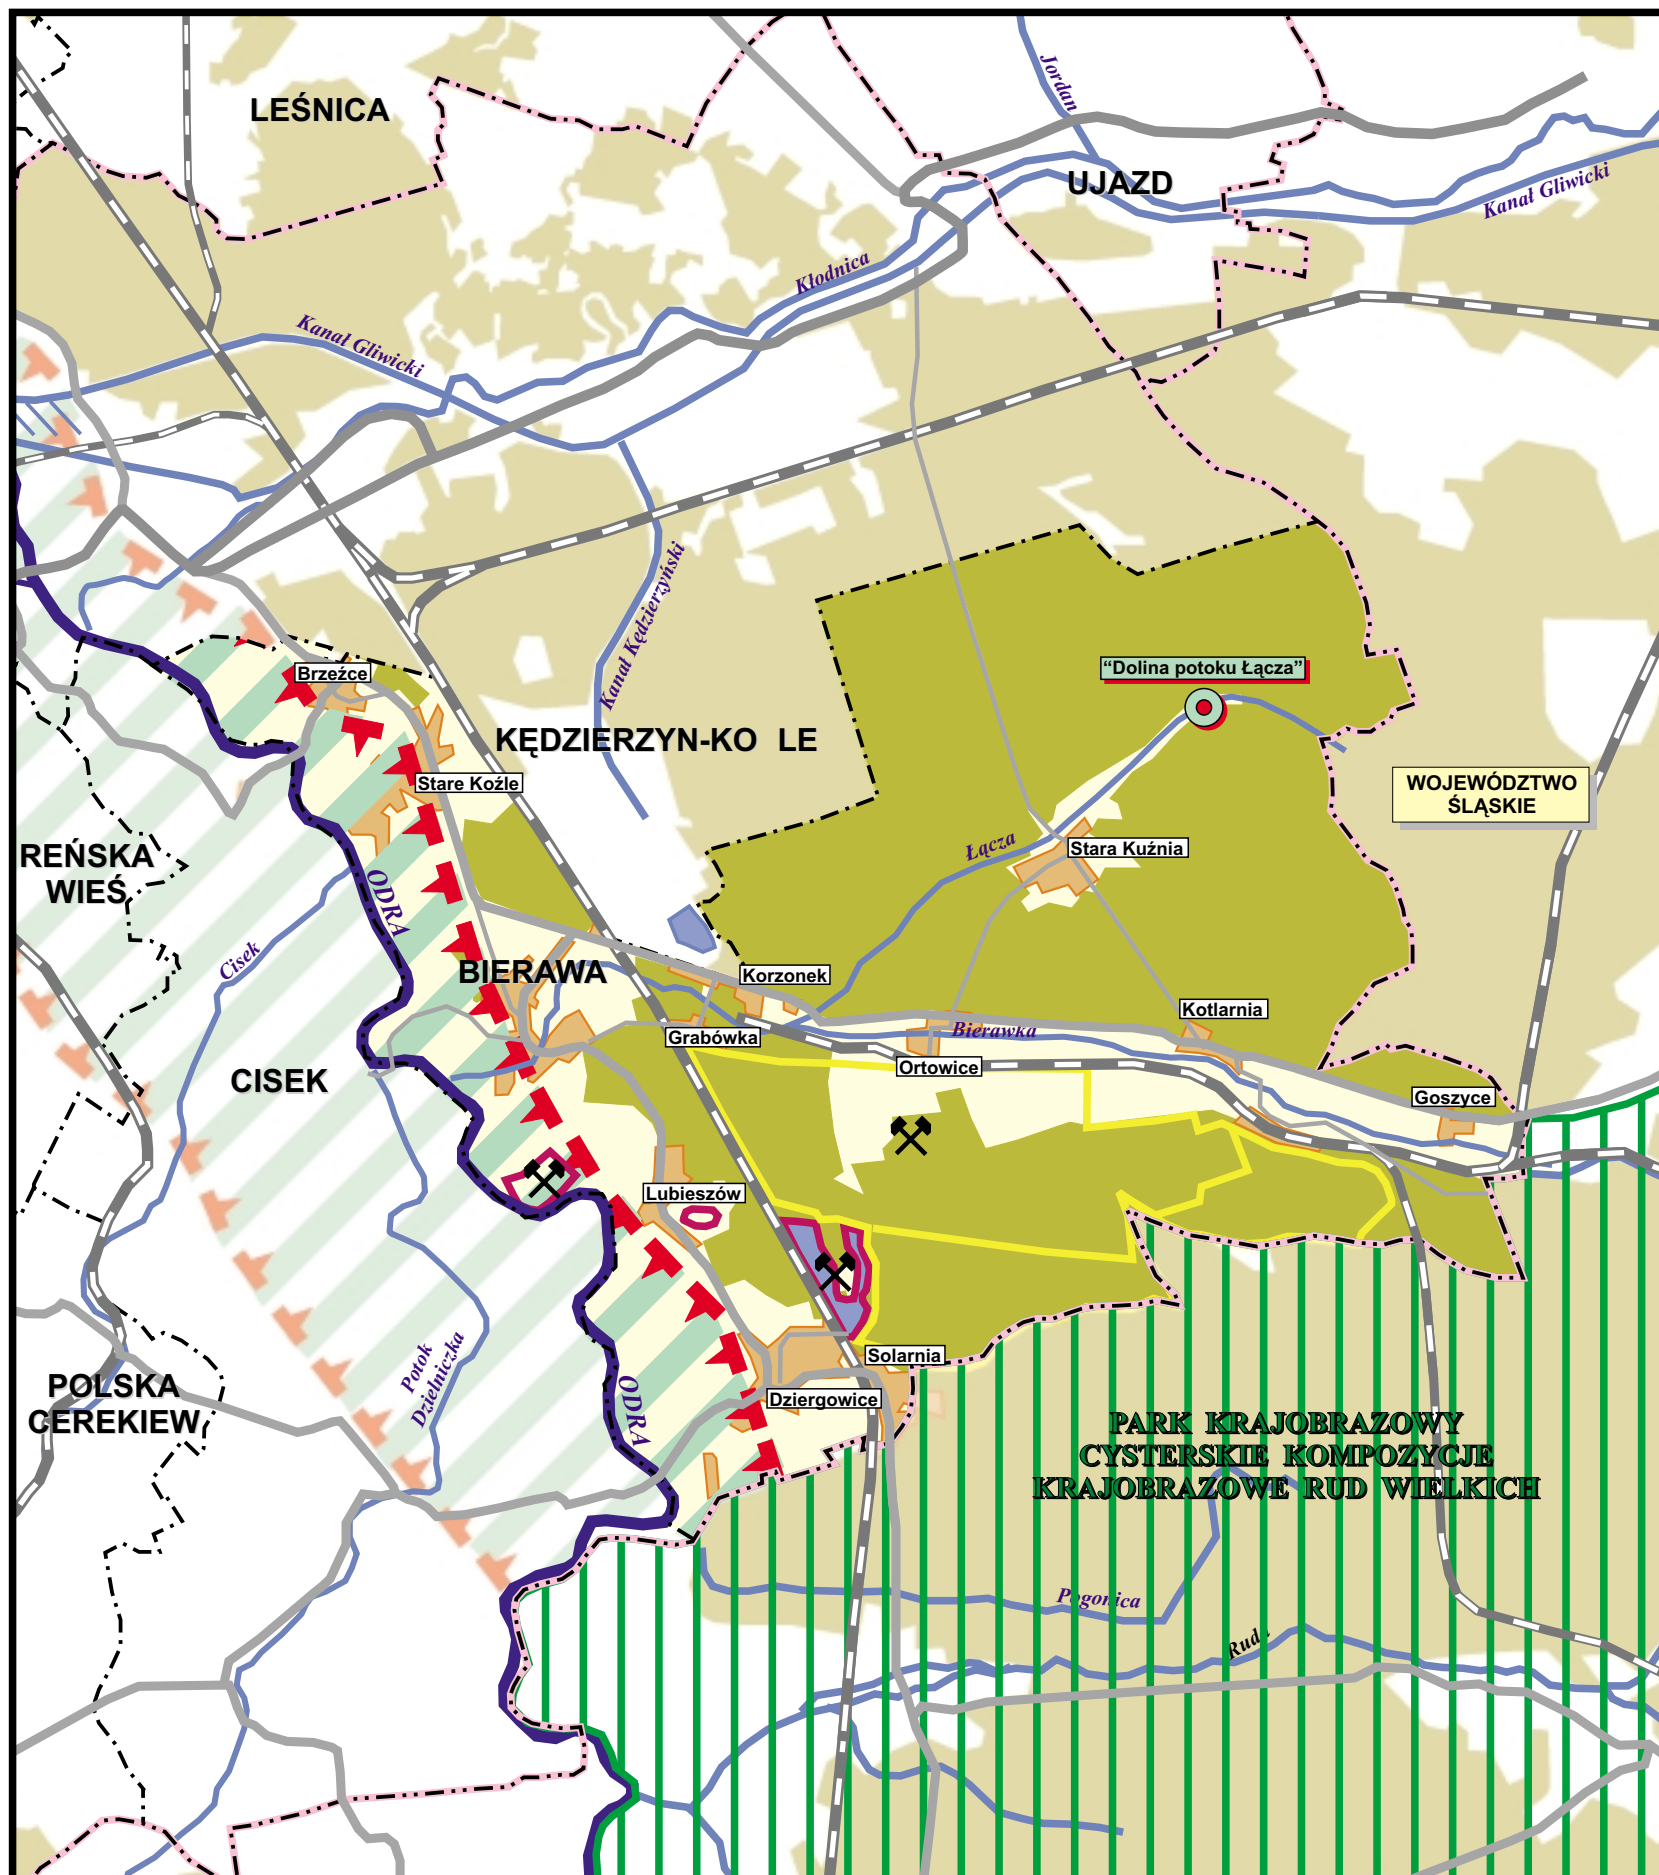 LEŚNICA
Jordan
UJAZD
Kanał Gliwicki
Kłodnica
Kanał Gliwicki
Kanał Kędzierzyński
Brzeźce
"Dolina potoku Łącza"
KĘDZIERZYN-KO LE
Stare Koźle
WOJEWÓDZTWO
ŚLĄSKIE
REŃSKA
WIEŚ
Łącza
Stara Kuźnia
ODRA
Cisek
BIERAWA
Korzonek
Kotlarnia
Grabówka
Bierawka
Ortowice
CISEK
Goszyce
Lubieszów
Potok
Dzielniczka
Solarnia
POLSKA
CEREKIEW
ODRA
Dziergowice
PARK KRAJOBRAZOWY
CYSTERSKIE KOMPOZYCJE
KRAJOBRAZOWE RUD WIELKICH
Pogonica
Ruda